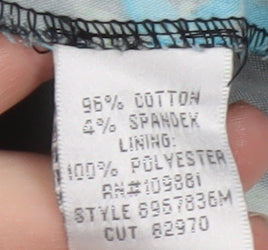 96% COTTON
4% SPANDEX
LINING:
100% POLYESTER
RN#109881
STYLE 6957836M
CUT 82970